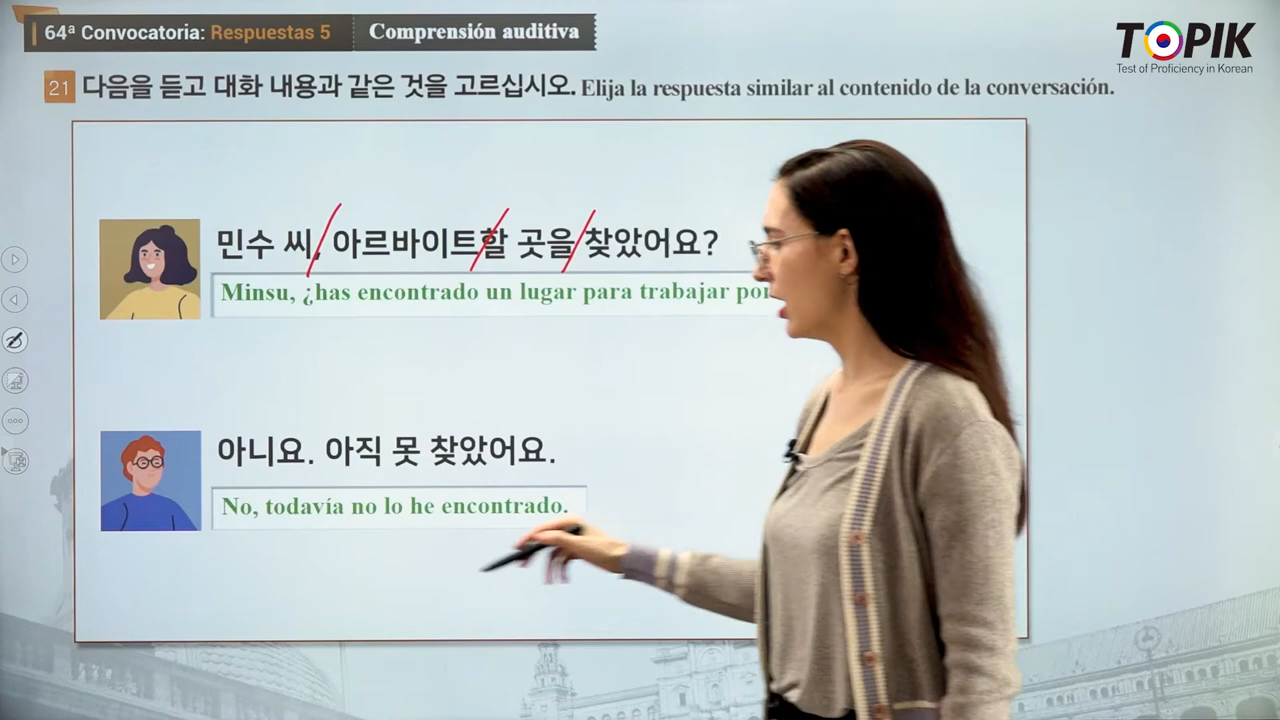 64ª Convocatoria: Respuestas 5 Comprensión auditiva
TOPIK
Test of Proficiency in Korean
21 다음을 듣고 대화 내용과 같은 것을 고르십시오. Elija la respuesta similar al contenido de la conversación.
민수 씨, 아르바이트할 곳을 찾았어요?
Minsu, ¿has encontrado un lugar para trabajar por
아니요. 아직 못 찾았어요.
No, todavía no lo he encontrado.